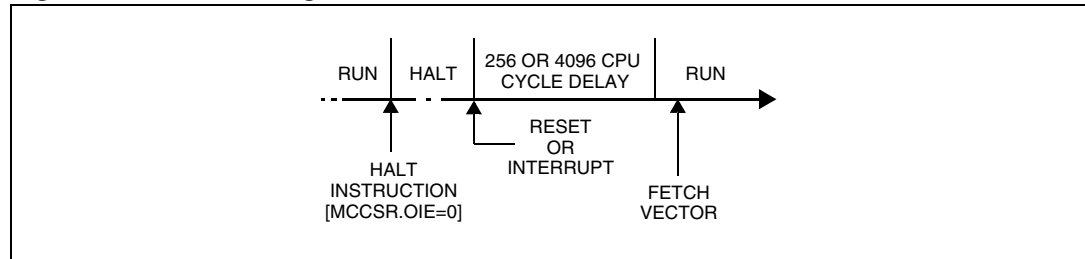 RUN
HALT
256 OR 4096 CPU
CYCLE DELAY
RUN
RESET
OR
INTERRUPT
HALT
INSTRUCTION
[MCCSR.OIE=0]
FETCH
VECTOR